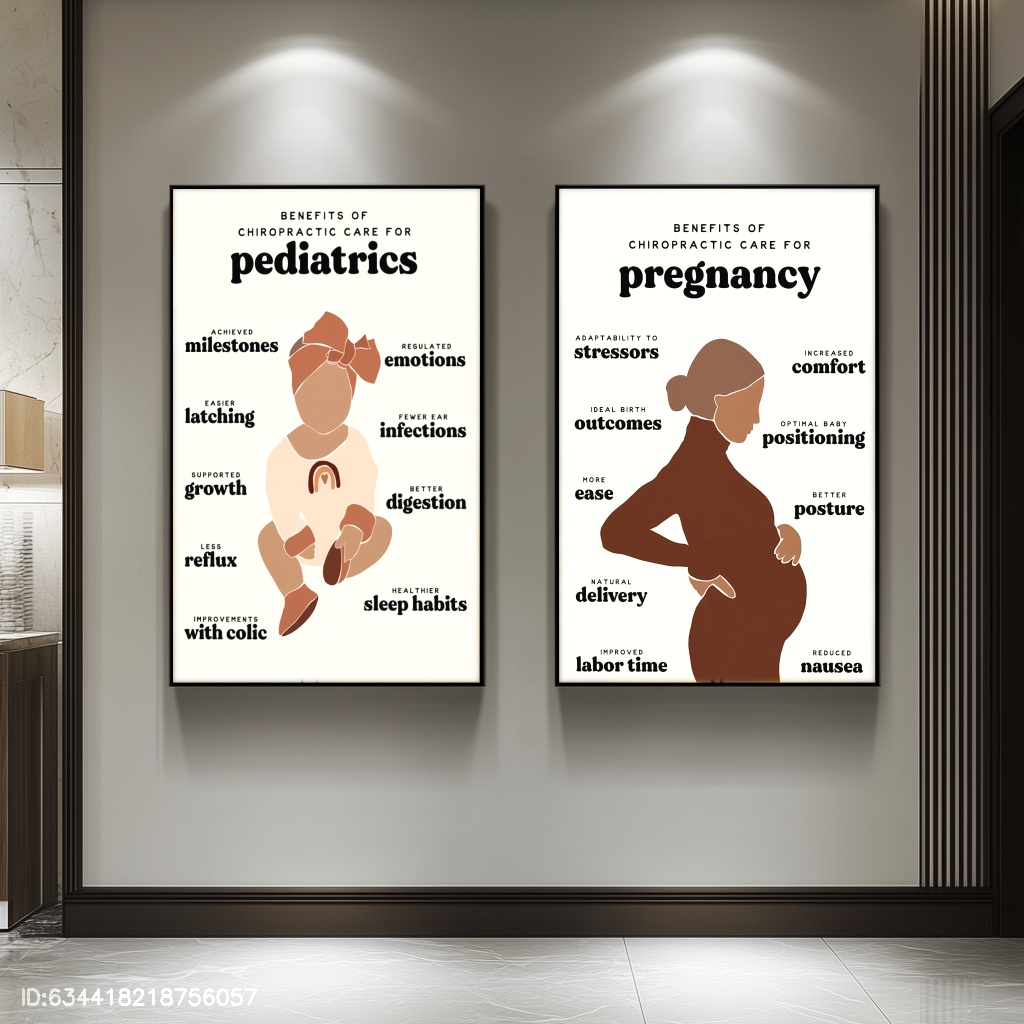 BENEFITS OF
CHIROPRACTIC CARE FOR
pediatrics
ACHIEVED
milestones
REGULATED
emotions
EASIER
latching
FEWER EAR
infections
SUPPORTED
growth
BETTER
digestion
LESS
reflux
HEALTHIER
sleep habits
IMPROVEMENTS
with colic
BENEFITS OF
CHIROPRACTIC CARE FOR
pregnancy
ADAPTABILITY TO
stressors
INCREASED
comfort
IDEAL BIRTH
outcomes
OPTIMAL BABY
positioning
MORE
ease
BETTER
posture
NATURAL
delivery
IMPROVED
labor time
REDUCED
nausea
ID:634418218756057